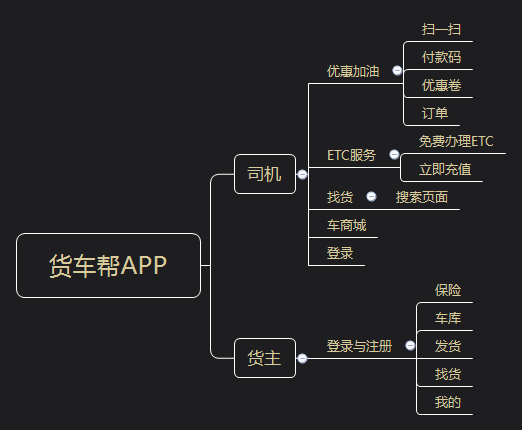 货车帮APP
司机
优惠加油
扫一扫
付款码
优惠卷
订单
ETC服务
免费办理ETC
立即充值
找货
搜索页面
车商城
登录
货主
登录与注册
保险
车库
发货
找货
我的